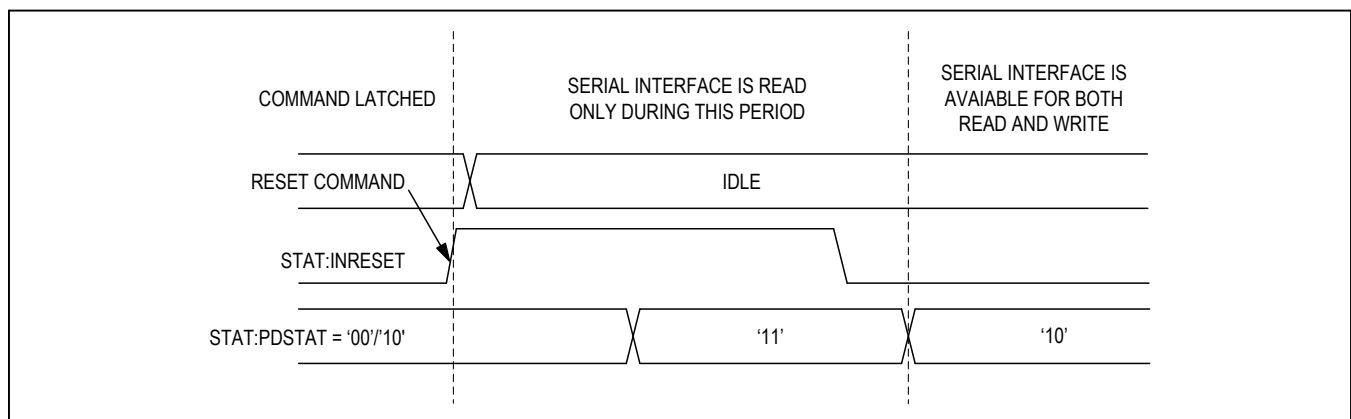 COMMAND LATCHED
SERIAL INTERFACE IS READ
ONLY DURING THIS PERIOD
SERIAL INTERFACE IS
AVAIABLE FOR BOTH
READ AND WRITE
RESET COMMAND
IDLE
STAT:INRESET
STAT:PDSTAT = ‘00’/’10'
‘11’
‘10’